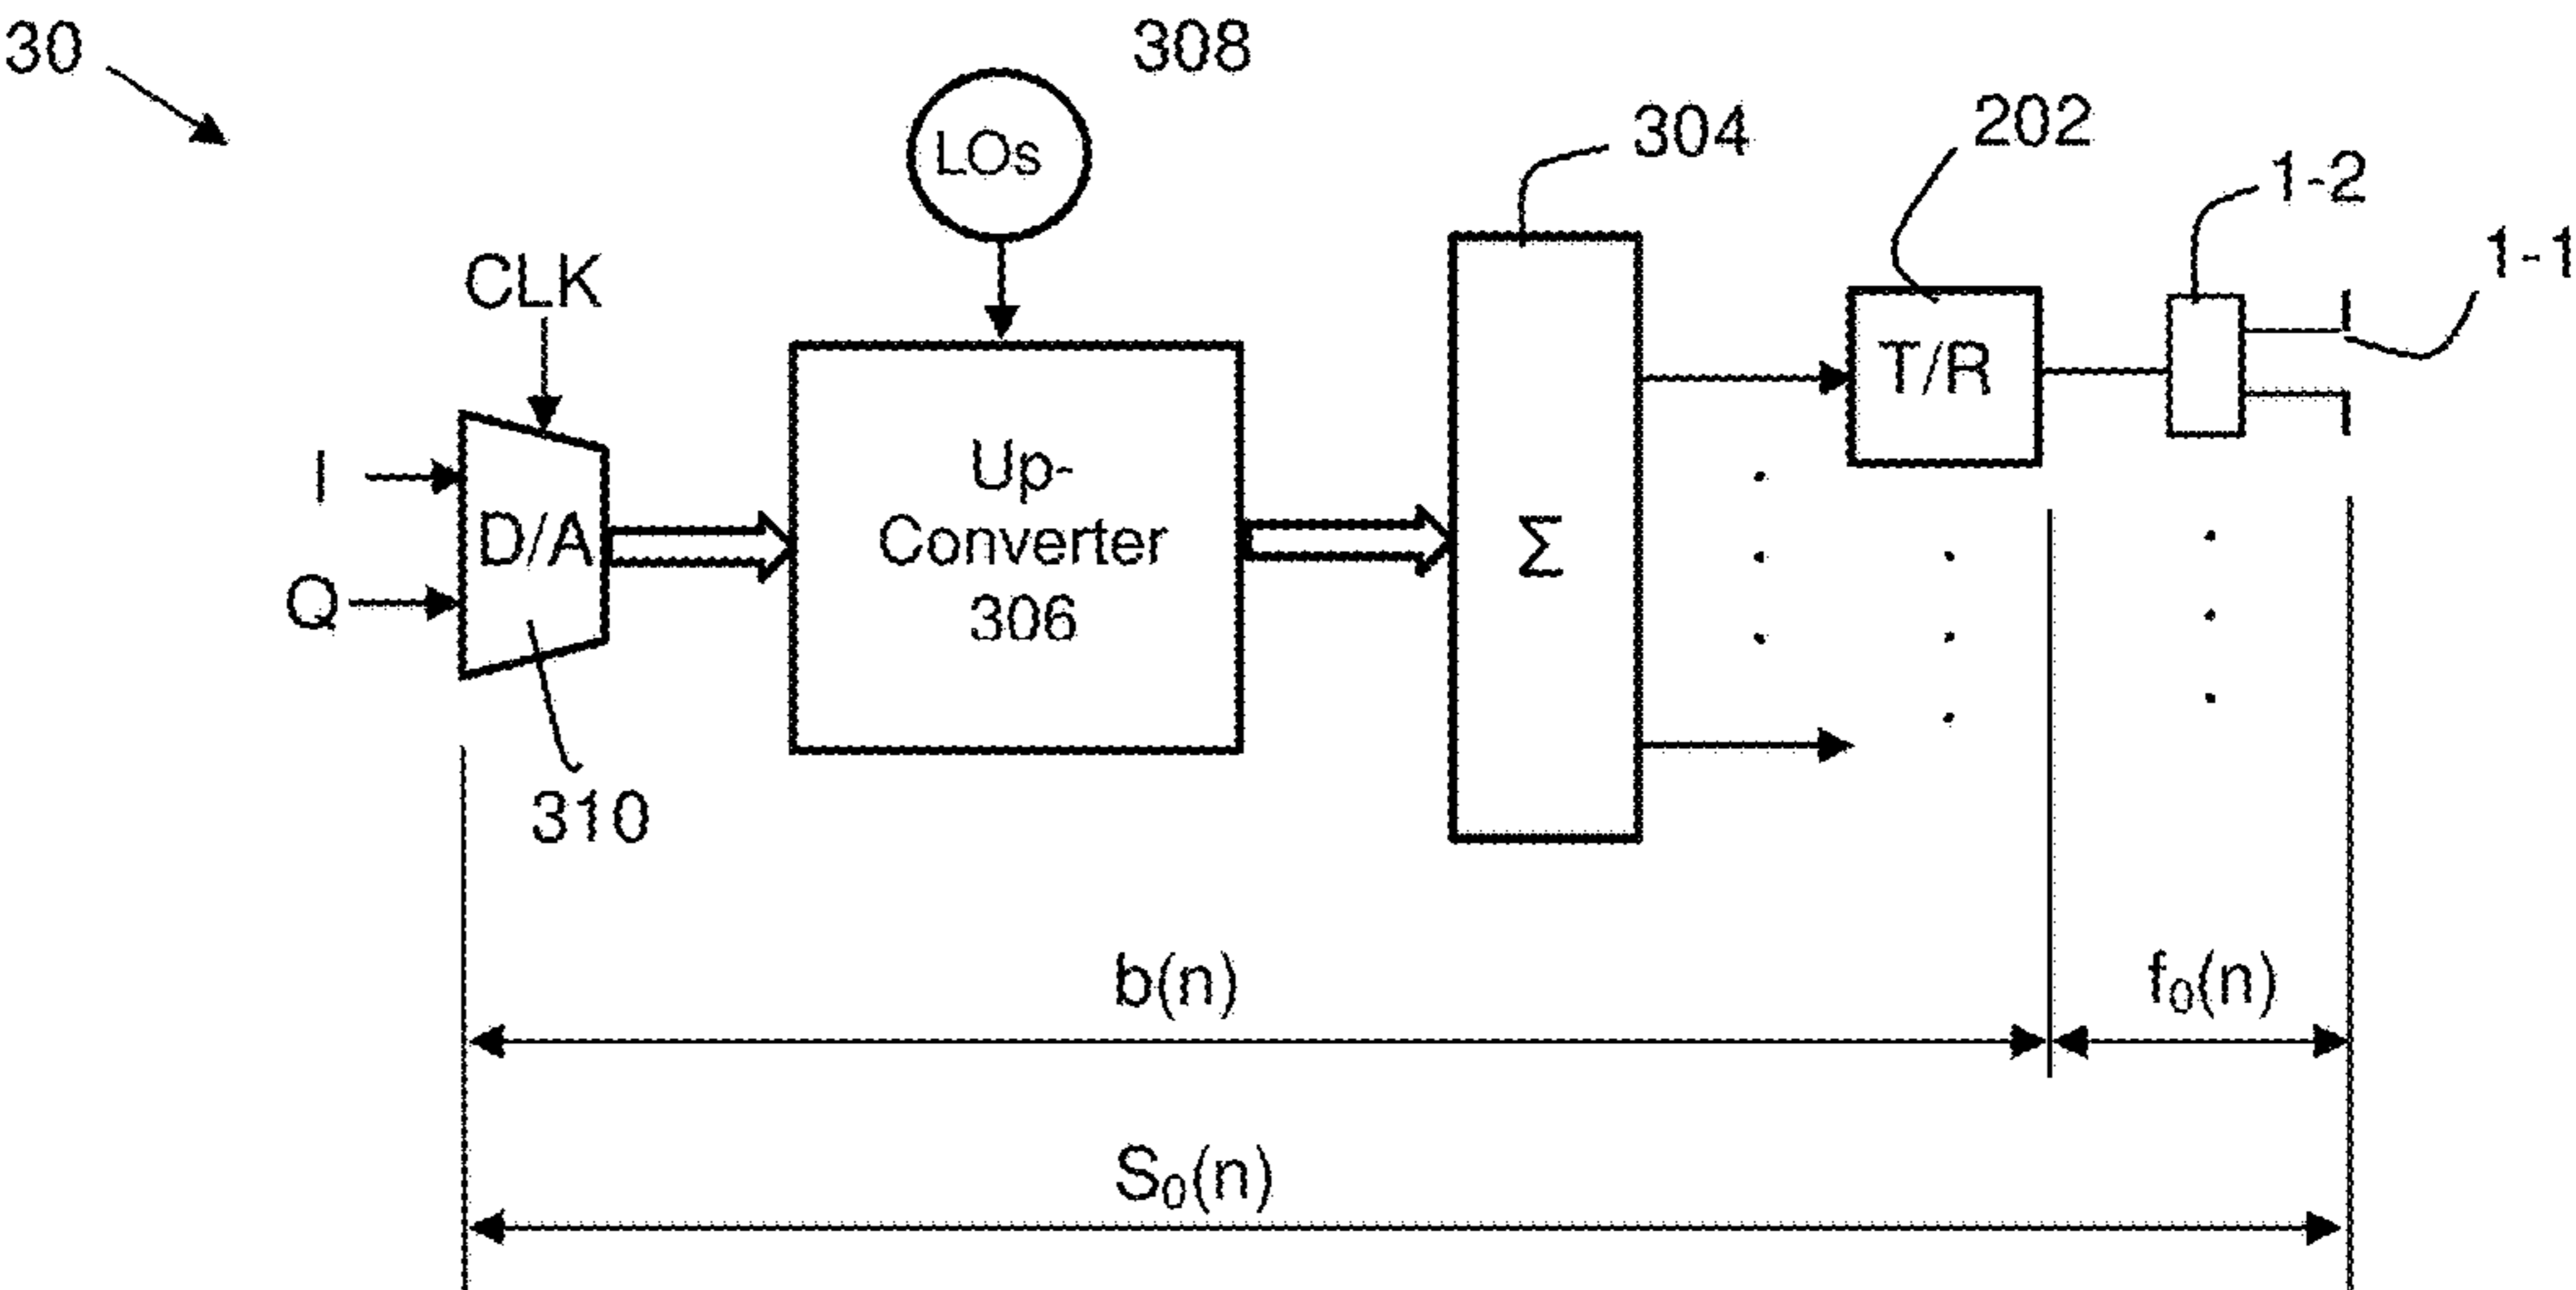 30
308
LOs
304
202
1-2
1-1
CLK
T/R
I
Up-
Converter
306
D/A
Σ
Q
310
b(n)
f₀(n)
S₀(n)